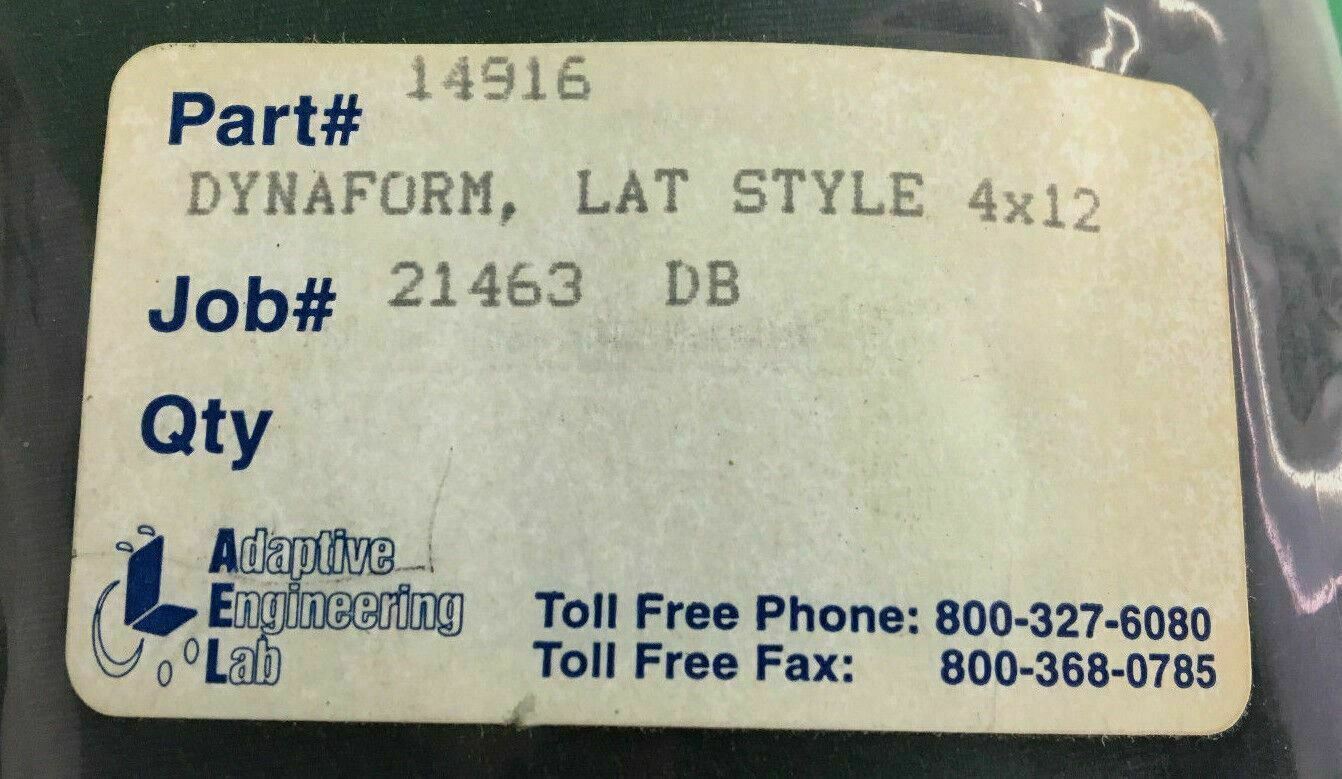 Part# 14916
DYNAFORM, LAT STYLE 4x12
Job# 21463 DB
Qty
Adaptive
Engineering
Lab
Toll Free Phone: 800-327-6080
Toll Free Fax: 800-368-0785